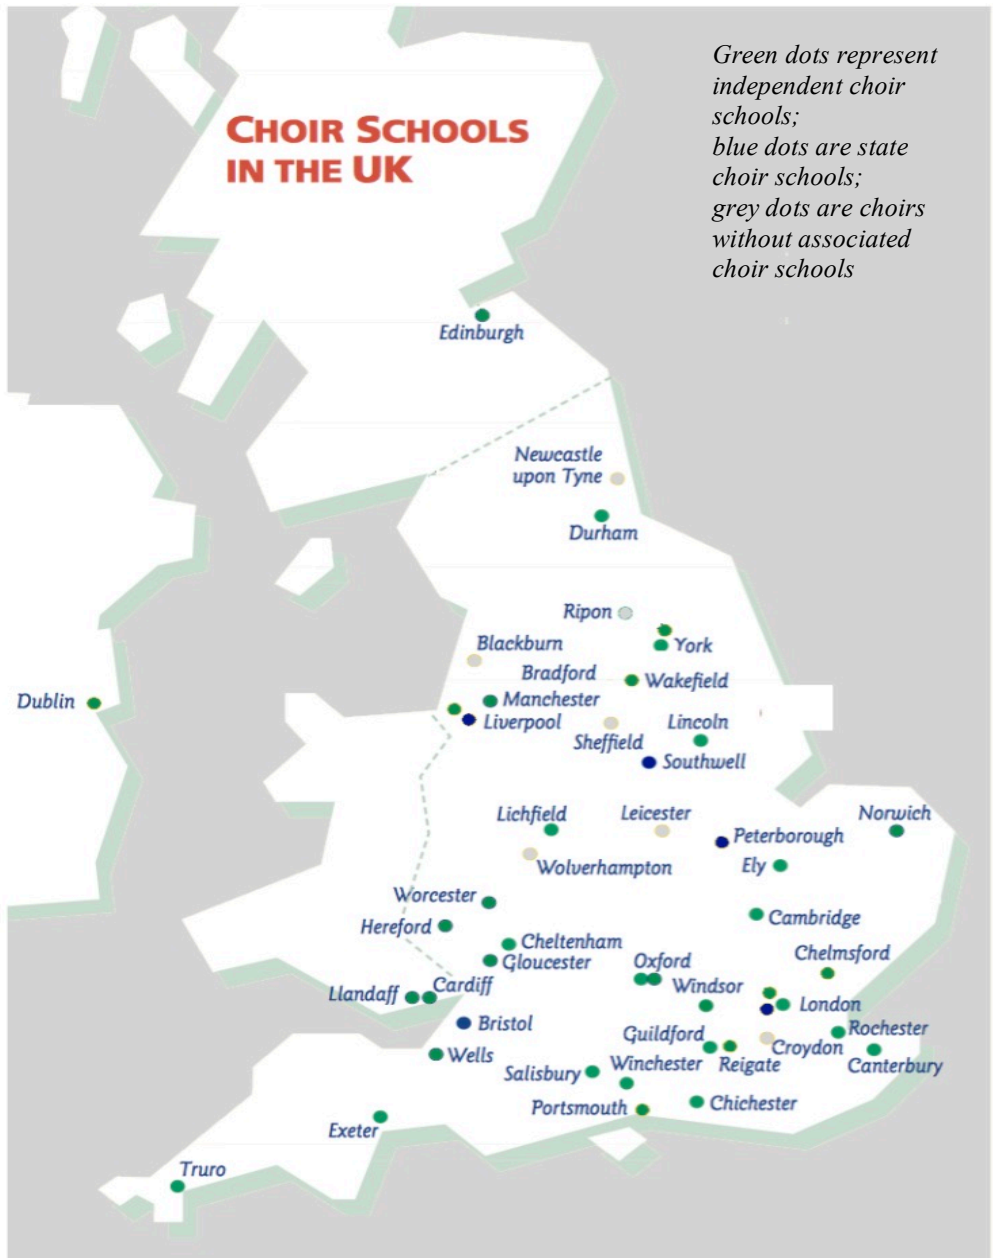 Green dots represent
independent choir
schools;
blue dots are state
choir schools;
grey dots are choirs
without associated
choir schools
CHOIR SCHOOLS
IN THE UK
Edinburgh
Newcastle
upon Tyne
Durham
Ripon
York
Blackburn
Bradford
Wakefield
Dublin
Manchester
Liverpool
Lincoln
Sheffield
Southwell
Lichfield
Leicester
Norwich
Peterborough
Ely
Wolverhampton
Worcester
Hereford
Cambridge
Cheltenham
Gloucester
Chelmsford
Oxford
Windsor
Llandaff
Cardiff
London
Bristol
Guildford
Rochester
Croydon
Wells
Salisbury
Winchester
Reigate
Canterbury
Portsmouth
Chichester
Exeter
Truro